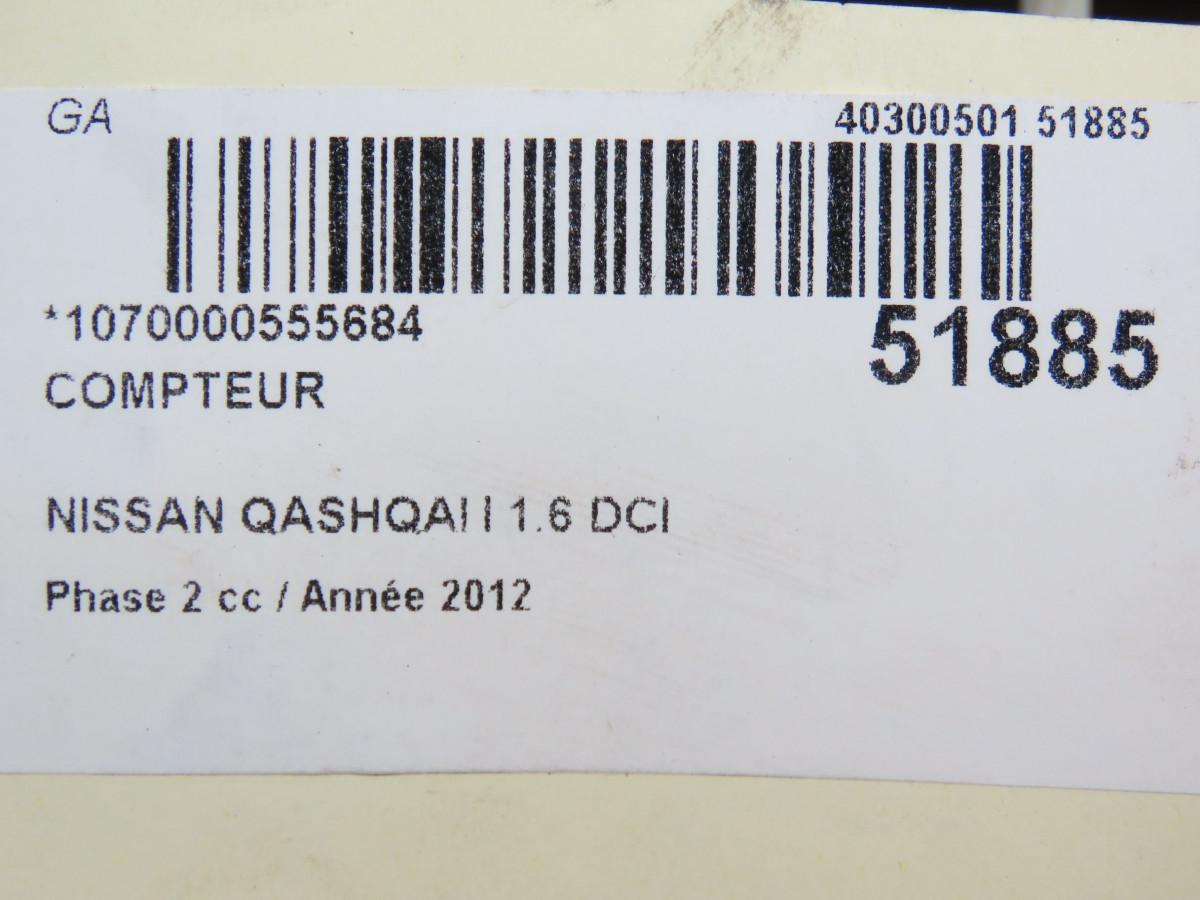 GA
40300501 51885
*1070000555684
51885
COMPTEUR
NISSAN QASHQAI I 1.6 DCI
Phase 2 cc / Année 2012